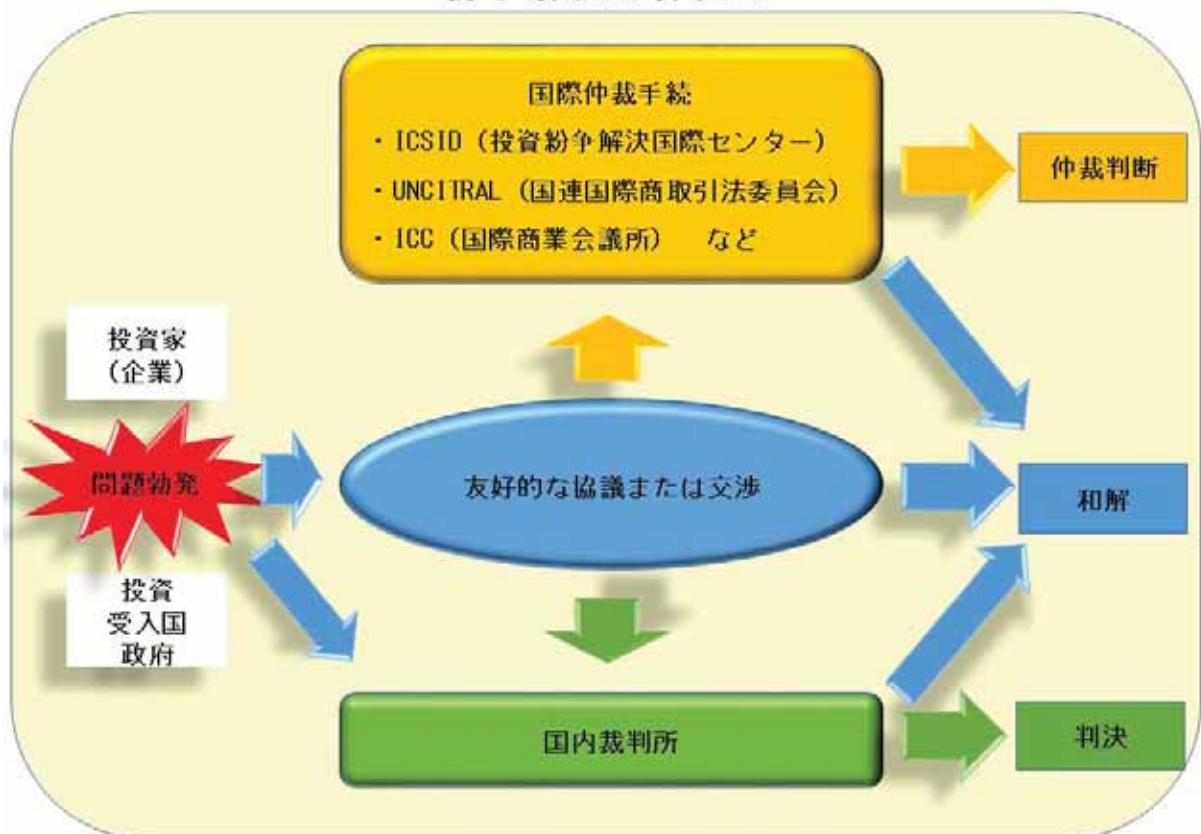 国際仲裁手続
・ICSID（投資紛争解決国際センター）
・UNCITRAL（国連国際商取引法委員会）
・ICC（国際商業会議所）　など
仲裁判断
投資家
（企業）
問題勃発
友好的な協議または交渉
和解
投資
受入国
政府
国内裁判所
判決